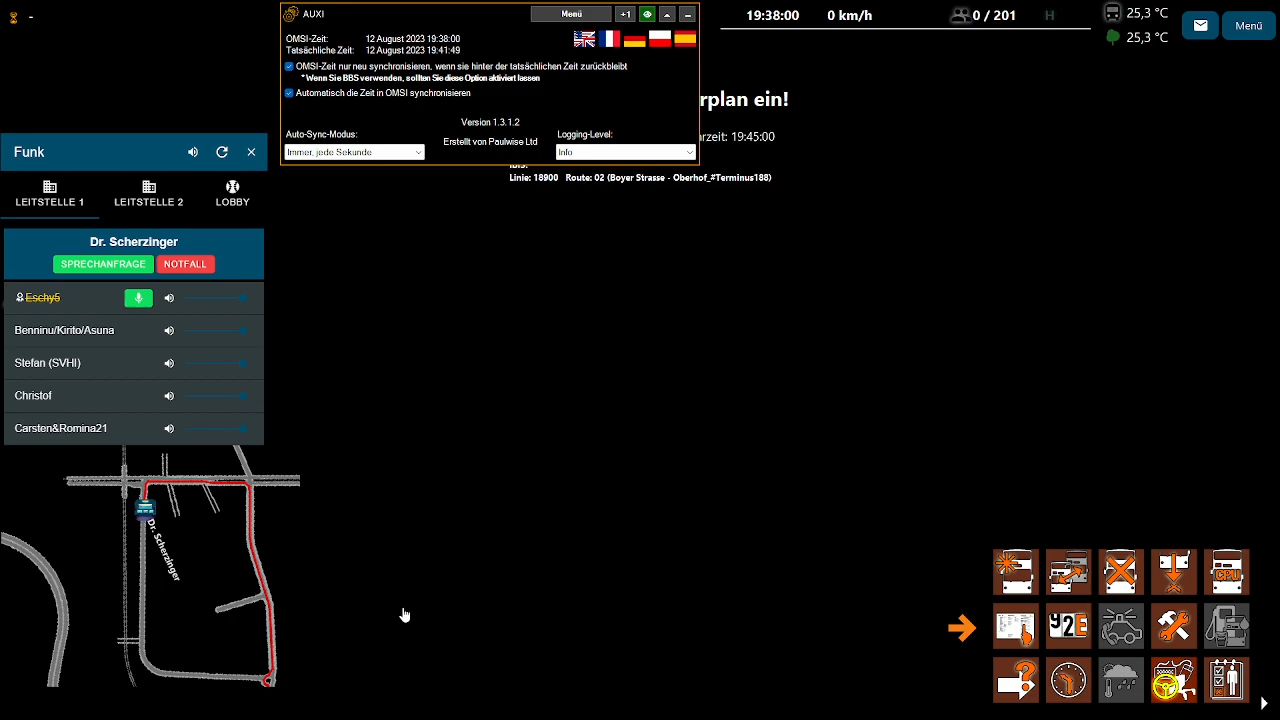 -
AUXI
Menü
+1
OMSI-Zeit: 12 August 2023 19:38:00
Tatsächliche Zeit: 12 August 2023 19:41:49
OMSI-Zeit nur neu synchronisieren, wenn sie hinter der tatsächlichen Zeit zurückbleibt
*Wenn Sie BBS verwenden, sollten Sie diese Option aktiviert lassen
Automatisch die Zeit in OMSI synchronisieren
Version 1.3.1.2
Auto-Sync-Modus:
Erstellt von Paulwise Ltd
Logging-Level:
Immer, jede Sekunde
Info
19:38:00
0 km/h
0 / 201
H
25,3 °C
25,3 °C
Menü
rplan ein!
rzeit: 19:45:00
Ibis:
Linie: 18900 Route: 02 (Boyer Strasse - Oberhof_#Terminus188)
Funk
LEITSTELLE 1
LEITSTELLE 2
LOBBY
Dr. Scherzinger
SPRECHANFRAGE
NOTFALL
Eschy5
Benninu/Kirito/Asuna
Stefan (SVHI)
Christof
Carsten&Romina21
Dr. Scherzinger
CPU
92E
?